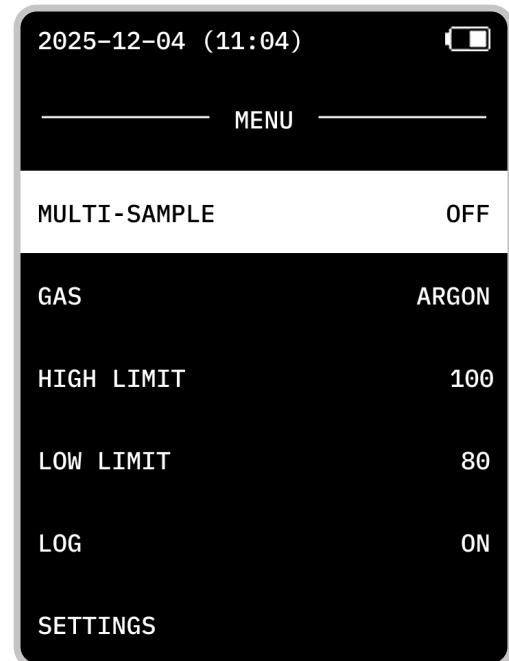 2025-12-04 (11:04)
MENU
MULTI-SAMPLE OFF
GAS ARGON
HIGH LIMIT 100
LOW LIMIT 80
LOG ON
SETTINGS